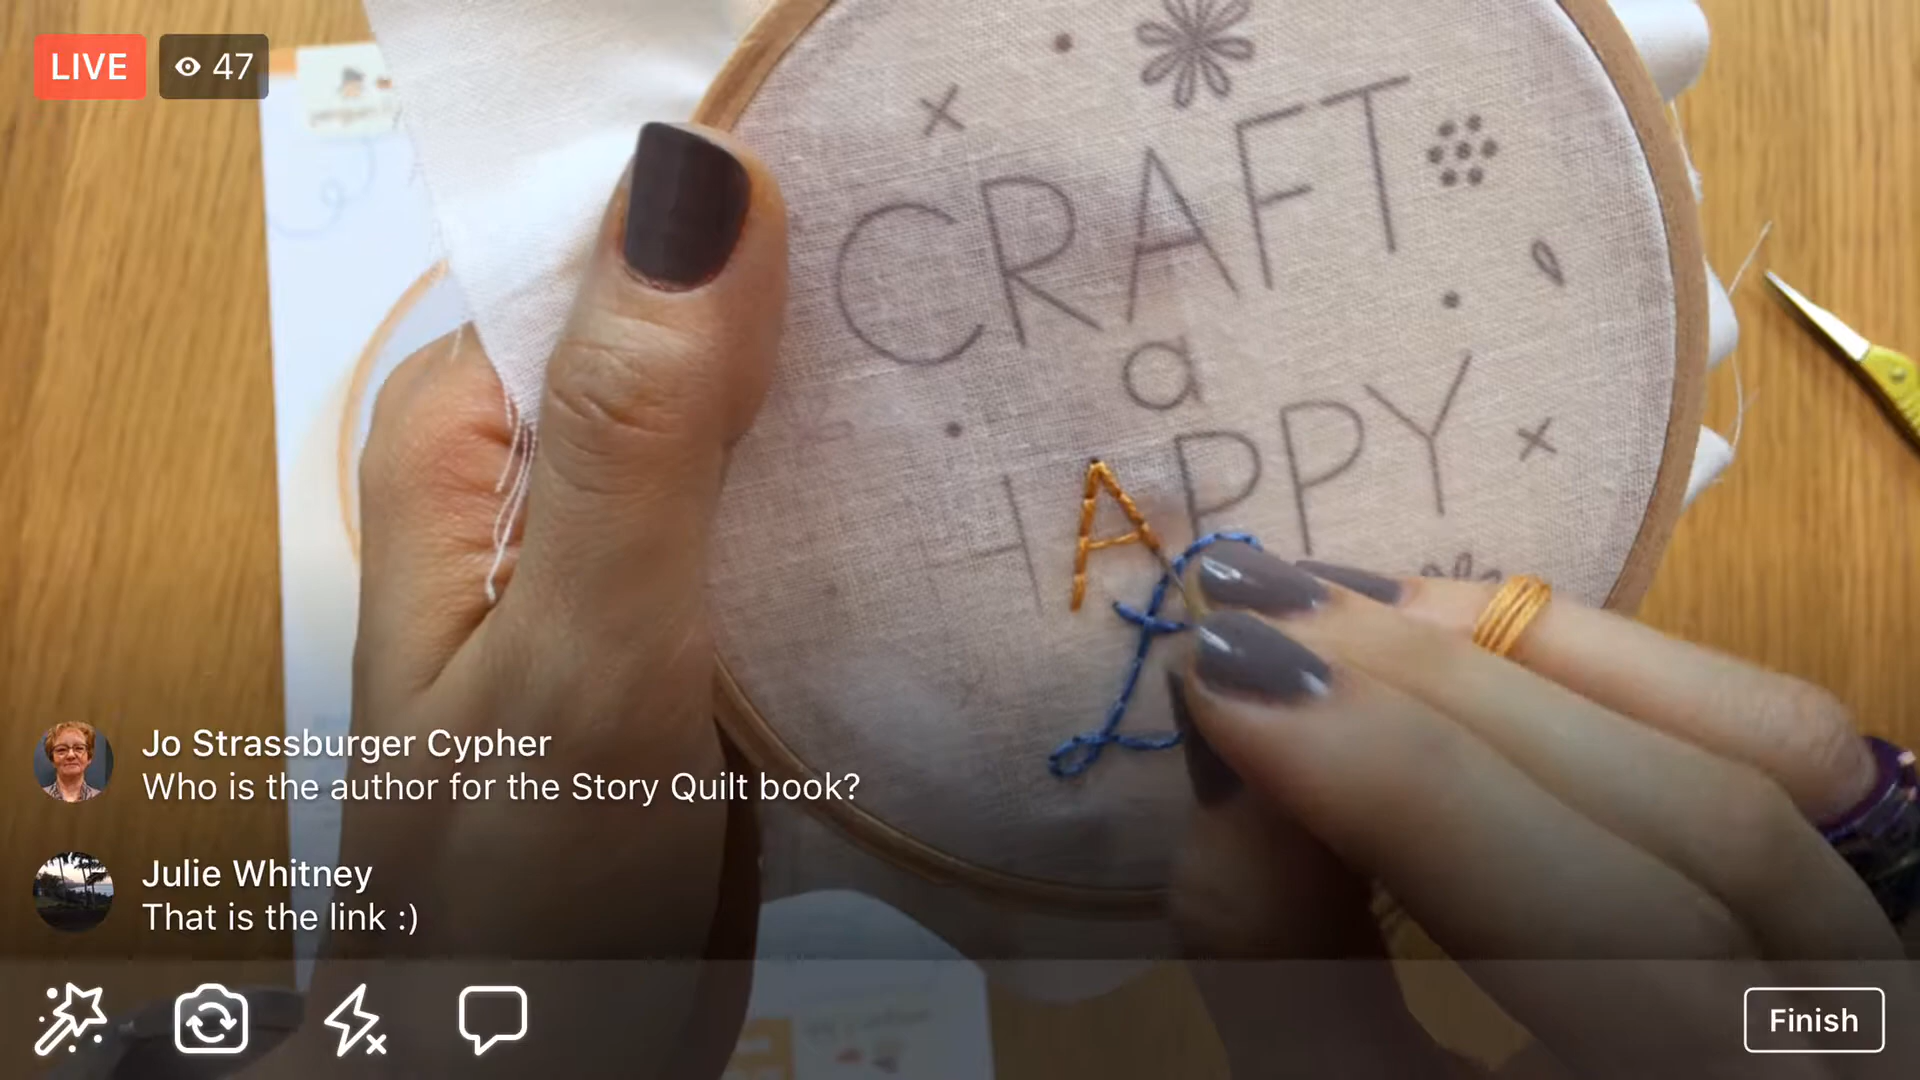 LIVE 47
CRAFT
a
HAPPY
L
Jo Strassburger Cypher
Who is the author for the Story Quilt book?
Julie Whitney
That is the link :)
Finish